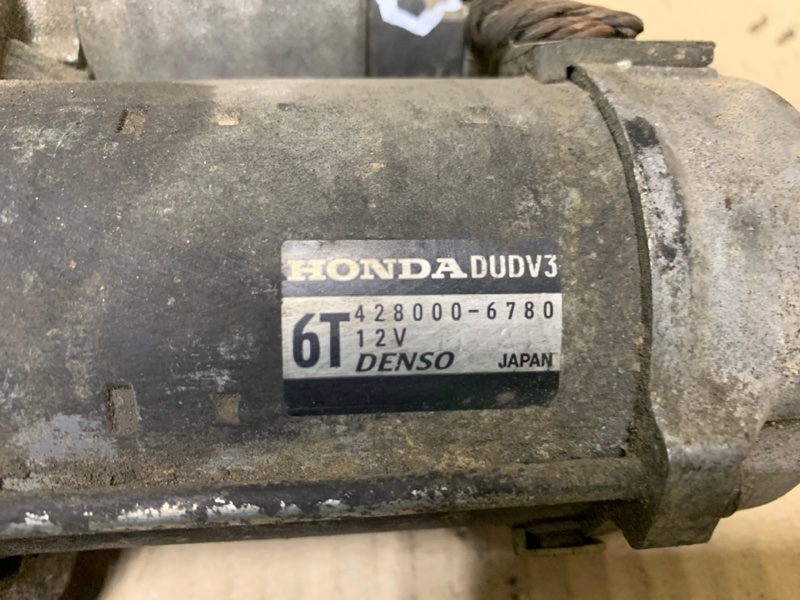 HONDA DUDV3
6T 428000-6780
12V
DENSO JAPAN